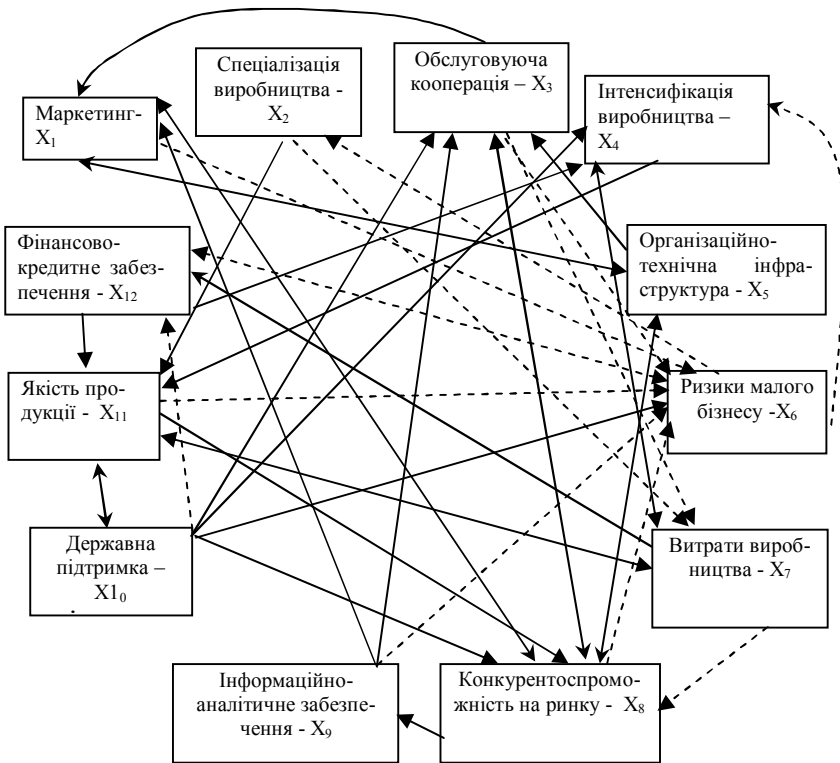 Спеціалізація
виробництва -
X2
Обслуговуюча
кооперація – X3
Інтенсифікація
виробництва –
X4
Маркетинг-
X1
Фінансово-
кредитне забез-
печення - X12
Організаційно-
технічна інфра-
структура - X5
Якість про-
дукції - X11
Ризики малого
бізнесу -X6
Державна
підтримка –
X10
Витрати вироб-
ництва - X7
Інформаційно-
аналітичне забезпе-
чення - X9
Конкурентоспромо-
жність на ринку - X8